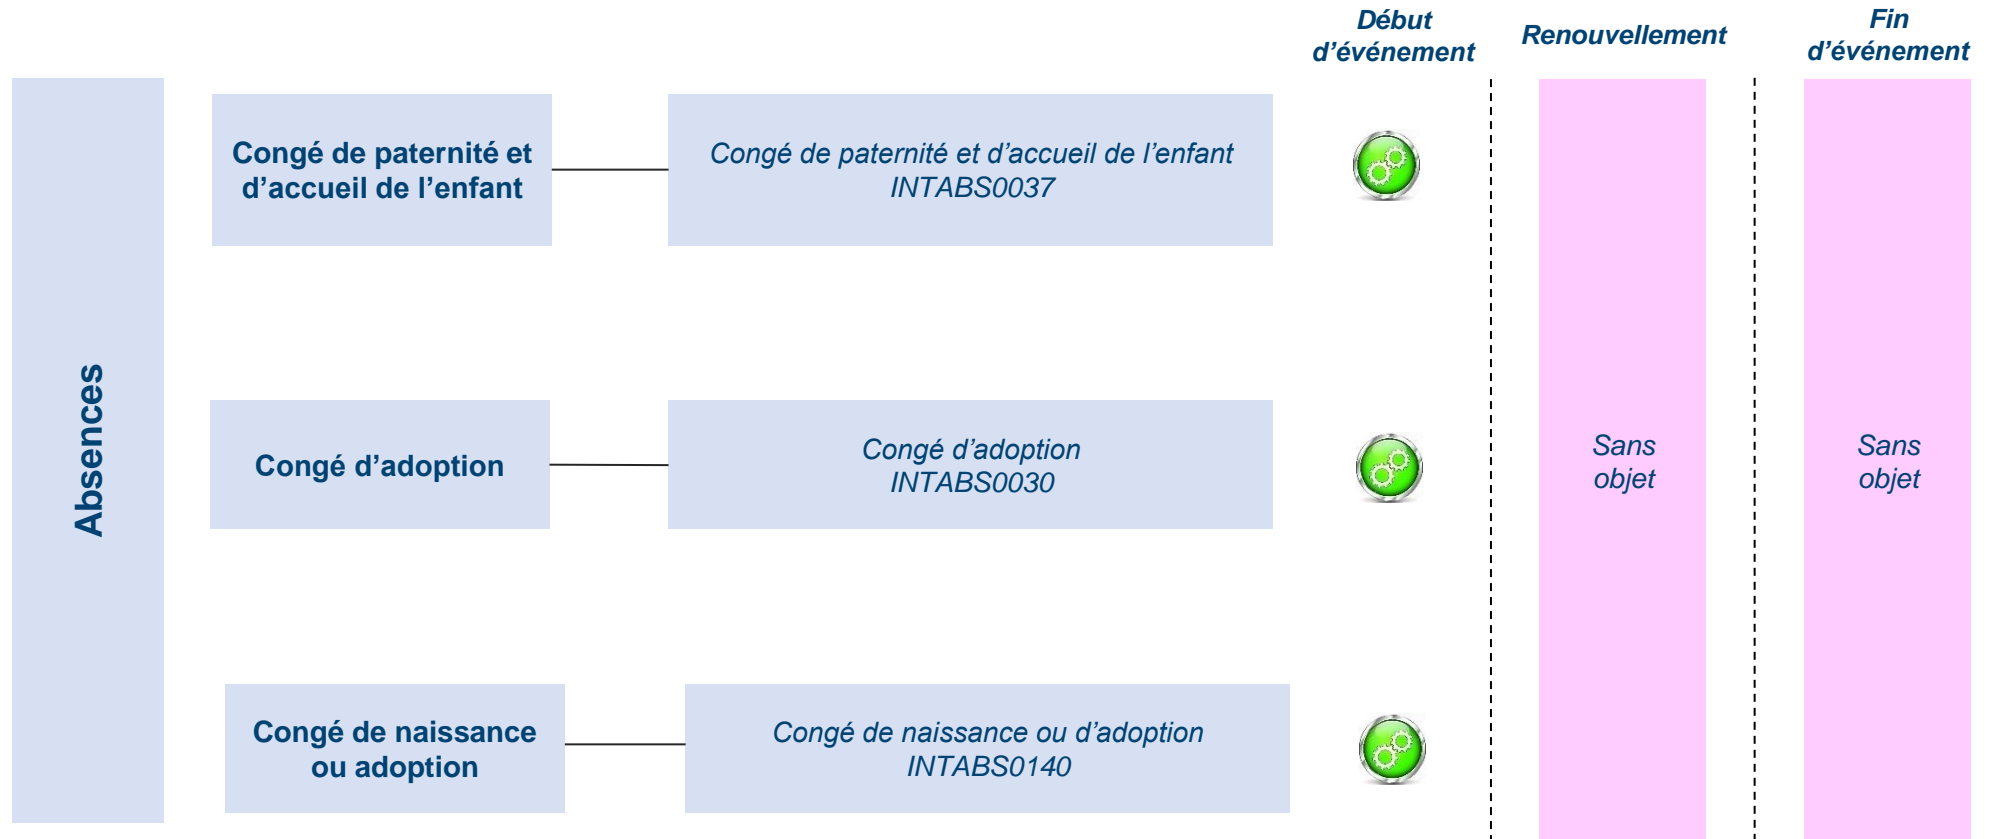 Début
d’événement
Renouvellement
Fin
d’événement
Absences
Congé de paternité et
d’accueil de l’enfant
Congé de paternité et d’accueil de l’enfant
INTABS0037
Congé d’adoption
Congé d’adoption
INTABS0030
Sans
objet
Sans
objet
Congé de naissance
ou adoption
Congé de naissance ou d’adoption
INTABS0140